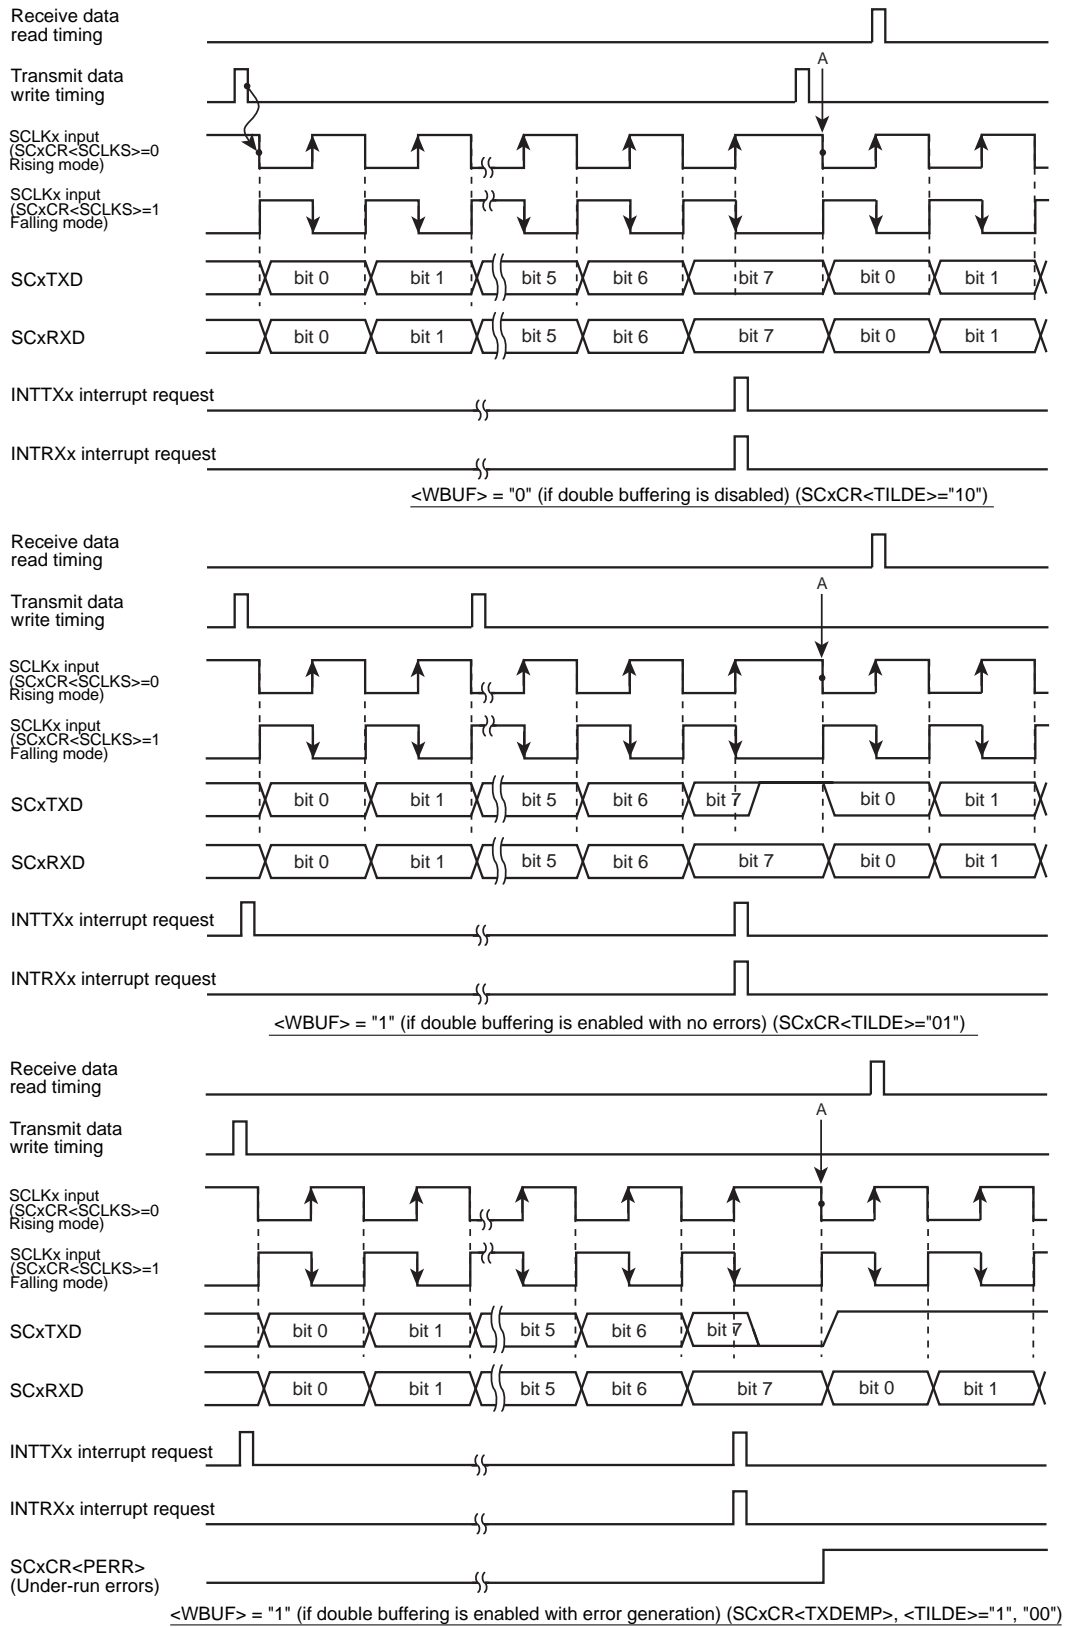 Receive data
read timing
A
Transmit data
write timing
SCLKx input
(SCxCR<SCLKS>=0
Rising mode)
SCLKx input
(SCxCR<SCLKS>=1
Falling mode)
SCxTXD bit 0 bit 1 bit 5 bit 6 bit 7 bit 0 bit 1
SCxRXD bit 0 bit 1 bit 5 bit 6 bit 7 bit 0 bit 1
INTTXx interrupt request
INTRXx interrupt request
<WBUF> = "0" (if double buffering is disabled) (SCxCR<TILDE>="10")
Receive data
read timing
A
Transmit data
write timing
SCLKx input
(SCxCR<SCLKS>=0
Rising mode)
SCLKx input
(SCxCR<SCLKS>=1
Falling mode)
SCxTXD bit 0 bit 1 bit 5 bit 6 bit 7 bit 0 bit 1
SCxRXD bit 0 bit 1 bit 5 bit 6 bit 7 bit 0 bit 1
INTTXx interrupt request
INTRXx interrupt request
<WBUF> = "1" (if double buffering is enabled with no errors) (SCxCR<TILDE>="01")
Receive data
read timing
A
Transmit data
write timing
SCLKx input
(SCxCR<SCLKS>=0
Rising mode)
SCLKx input
(SCxCR<SCLKS>=1
Falling mode)
SCxTXD bit 0 bit 1 bit 5 bit 6 bit 7
SCxRXD bit 0 bit 1 bit 5 bit 6 bit 7 bit 0 bit 1
INTTXx interrupt request
INTRXx interrupt request
SCxCR<PERR>
(Under-run errors)
<WBUF> = "1" (if double buffering is enabled with error generation) (SCxCR<TXDEMP>, <TILDE>="1", "00")